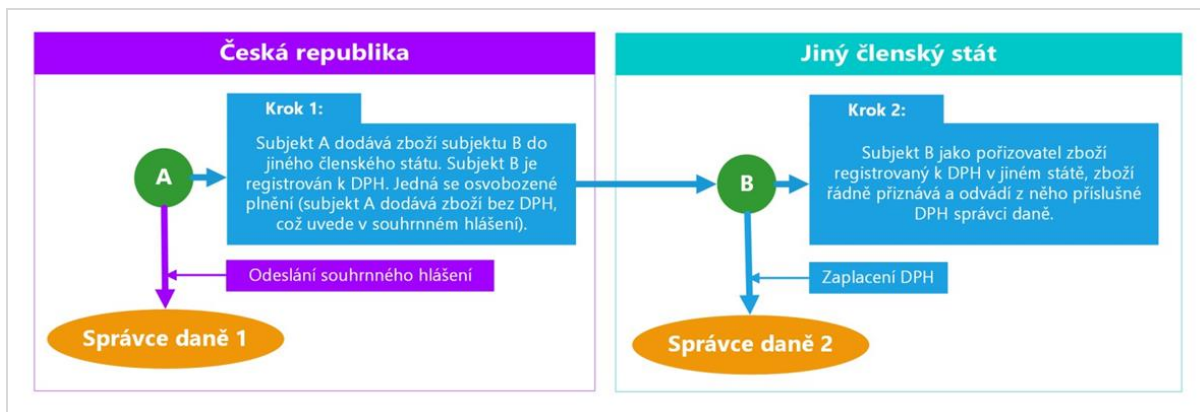 Česká republika
Krok 1:
Subjekt A dodává zboží subjektu B do
jiného členského státu. Subjekt B je
registrován k DPH. Jedná se osvobozené
plnění (subjekt A dodává zboží bez DPH,
což uvede v souhrnném hlášení).
A
Odeslání souhrnného hlášení
Správce daně 1
Jiný členský stát
Krok 2:
Subjekt B jako pořizovatel zboží
registrovaný k DPH v jiném státě, zboží
řádně přiznává a odvádí z něho příslušné
DPH správci daně.
B
Zaplacení DPH
Správce daně 2